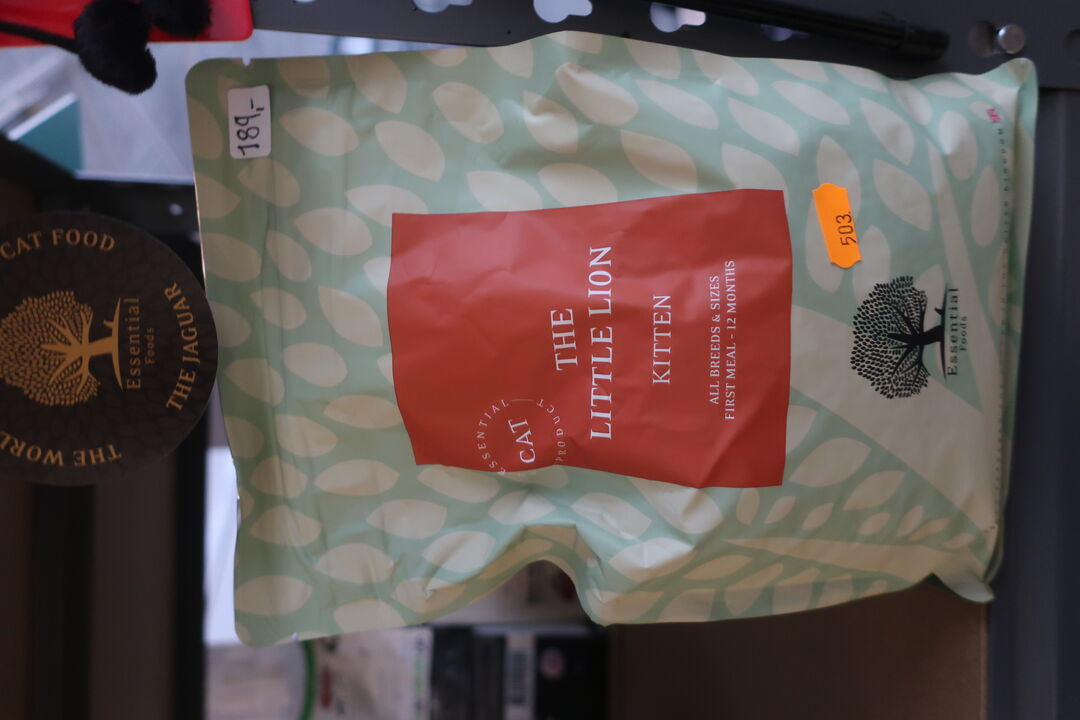 189,-
ESSENTIAL
CAT
PRODUCT
THE
LITTLE LION
KITTEN
ALL BREEDS & SIZES
FIRST MEAL - 12 MONTHS
503.
Essential
Foods
CAT FOOD
THE JAGUAR
Essential
Foods
THE WORL